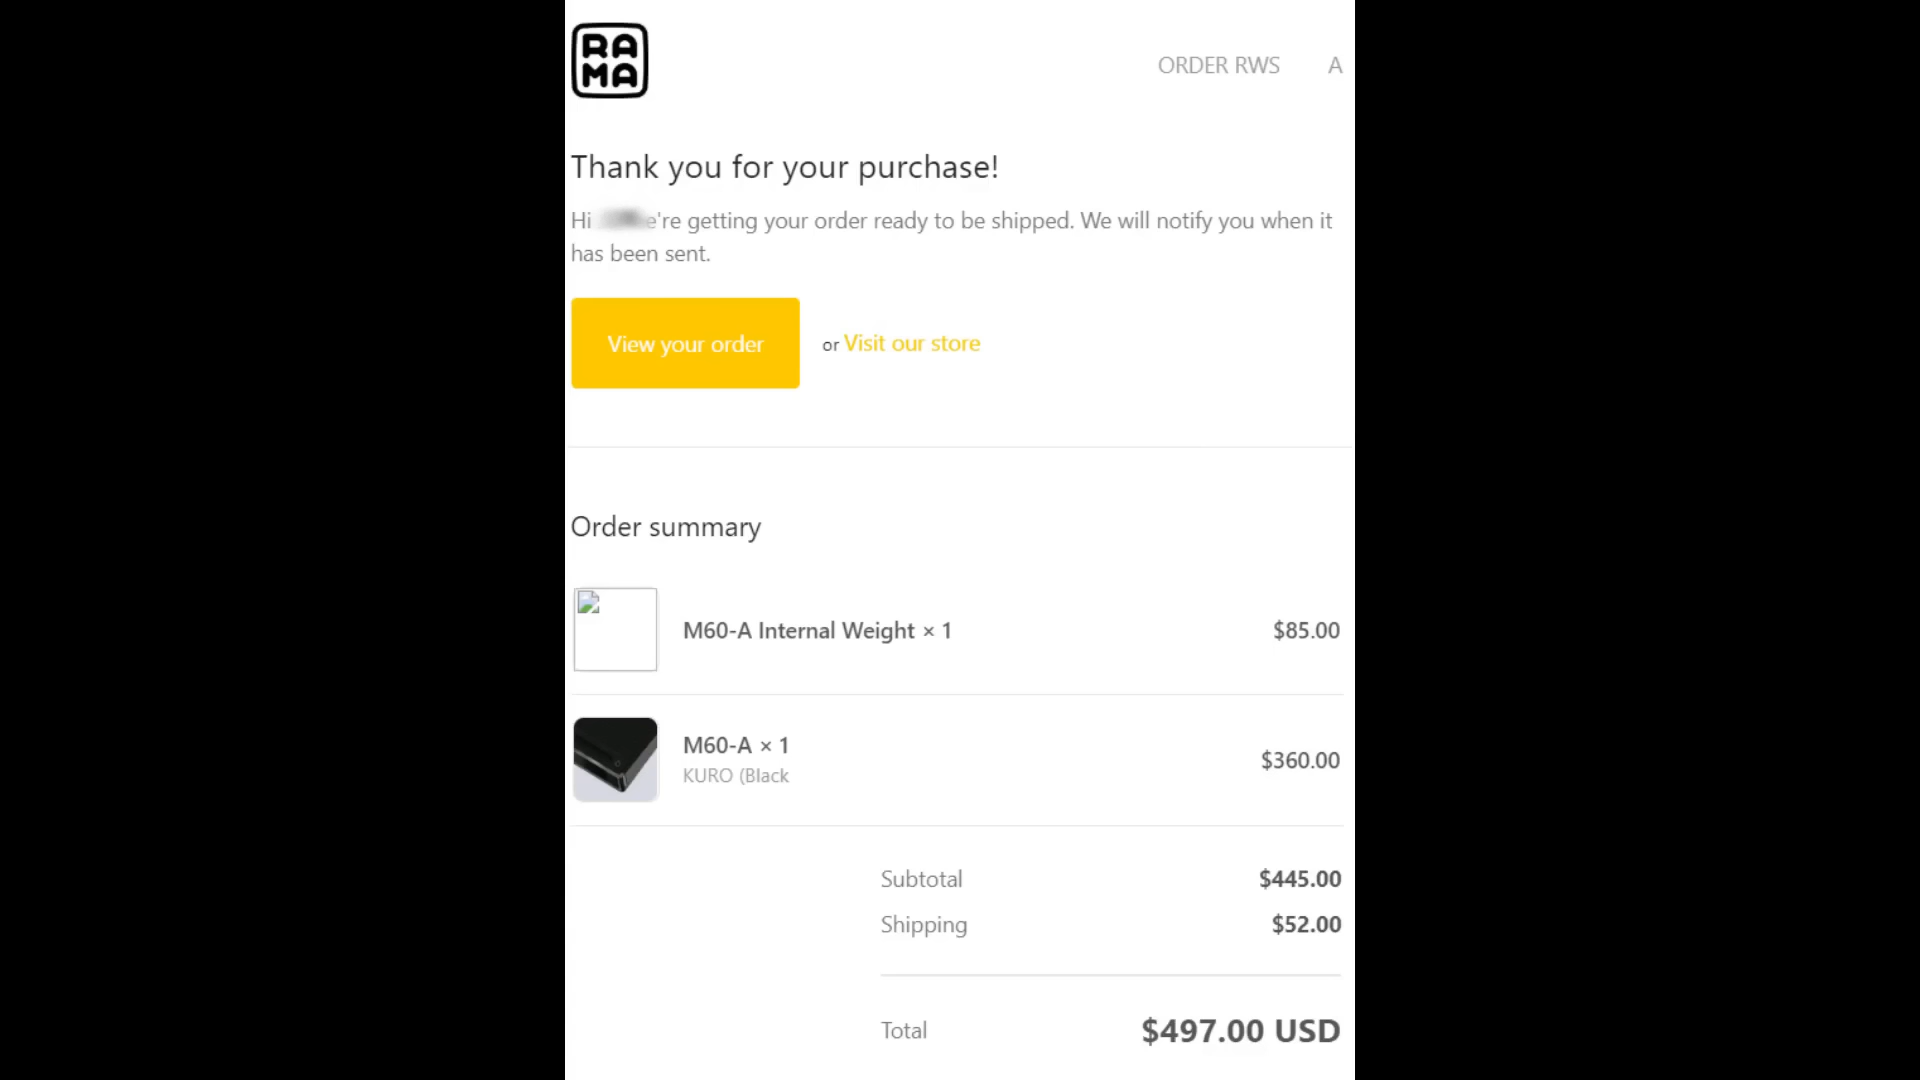 RA
MA
ORDER RWS A
Thank you for your purchase!
Hi e're getting your order ready to be shipped. We will notify you when it
has been sent.
View your order or Visit our store
Order summary
M60-A Internal Weight × 1 $85.00
M60-A × 1
KURO (Black
$360.00
Subtotal $445.00
Shipping $52.00
Total $497.00 USD